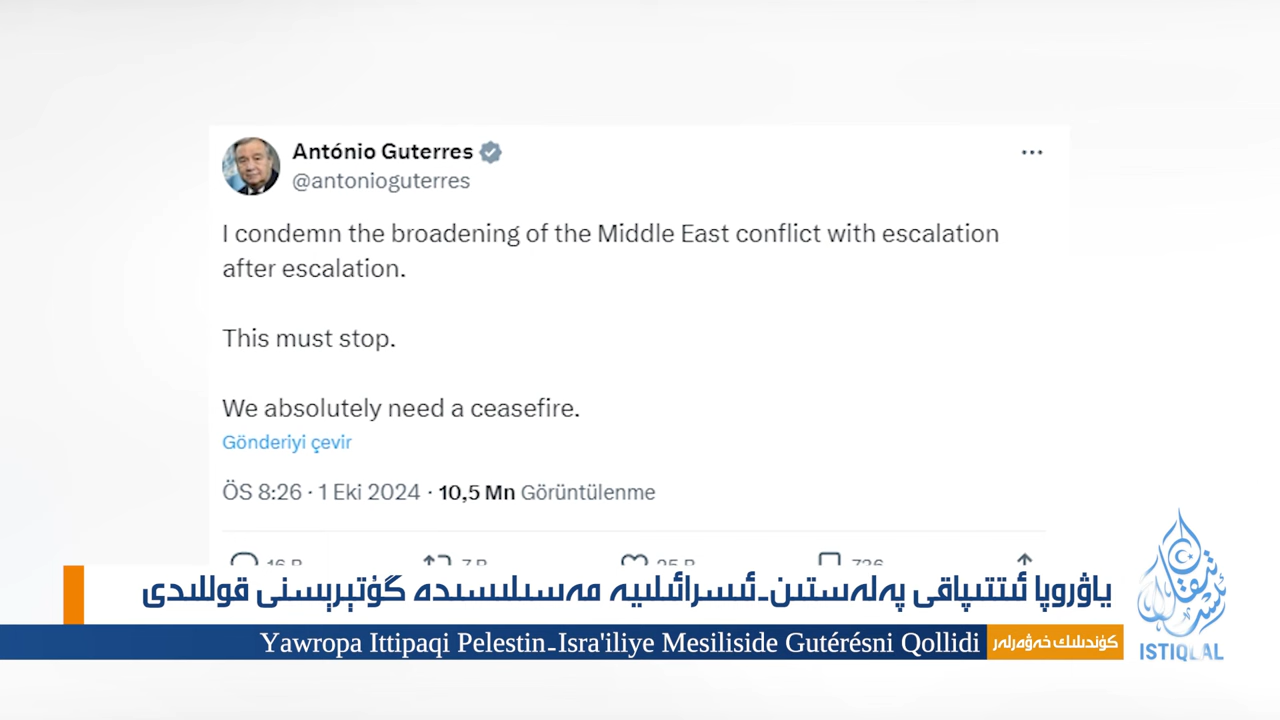 António Guterres
@antonioguterres
I condemn the broadening of the Middle East conflict with escalation
after escalation.
This must stop.
We absolutely need a ceasefire.
Gönderiyi çevir
ÖS 8:26 · 1 Eki 2024 · 10,5 Mn Görüntülenme
ياۋروپا ئىتتىپاقى پەلەستىن-ئىسرائىلىيە مەسىلىسىدە گۇتېرېسنى قوللىدى
Yawropa Ittipaqi Pelestin-Isra'iliye Mesiliside Gutérésni Qollidi
كۈندىلىك خەۋەرلەر
ISTIQLAL